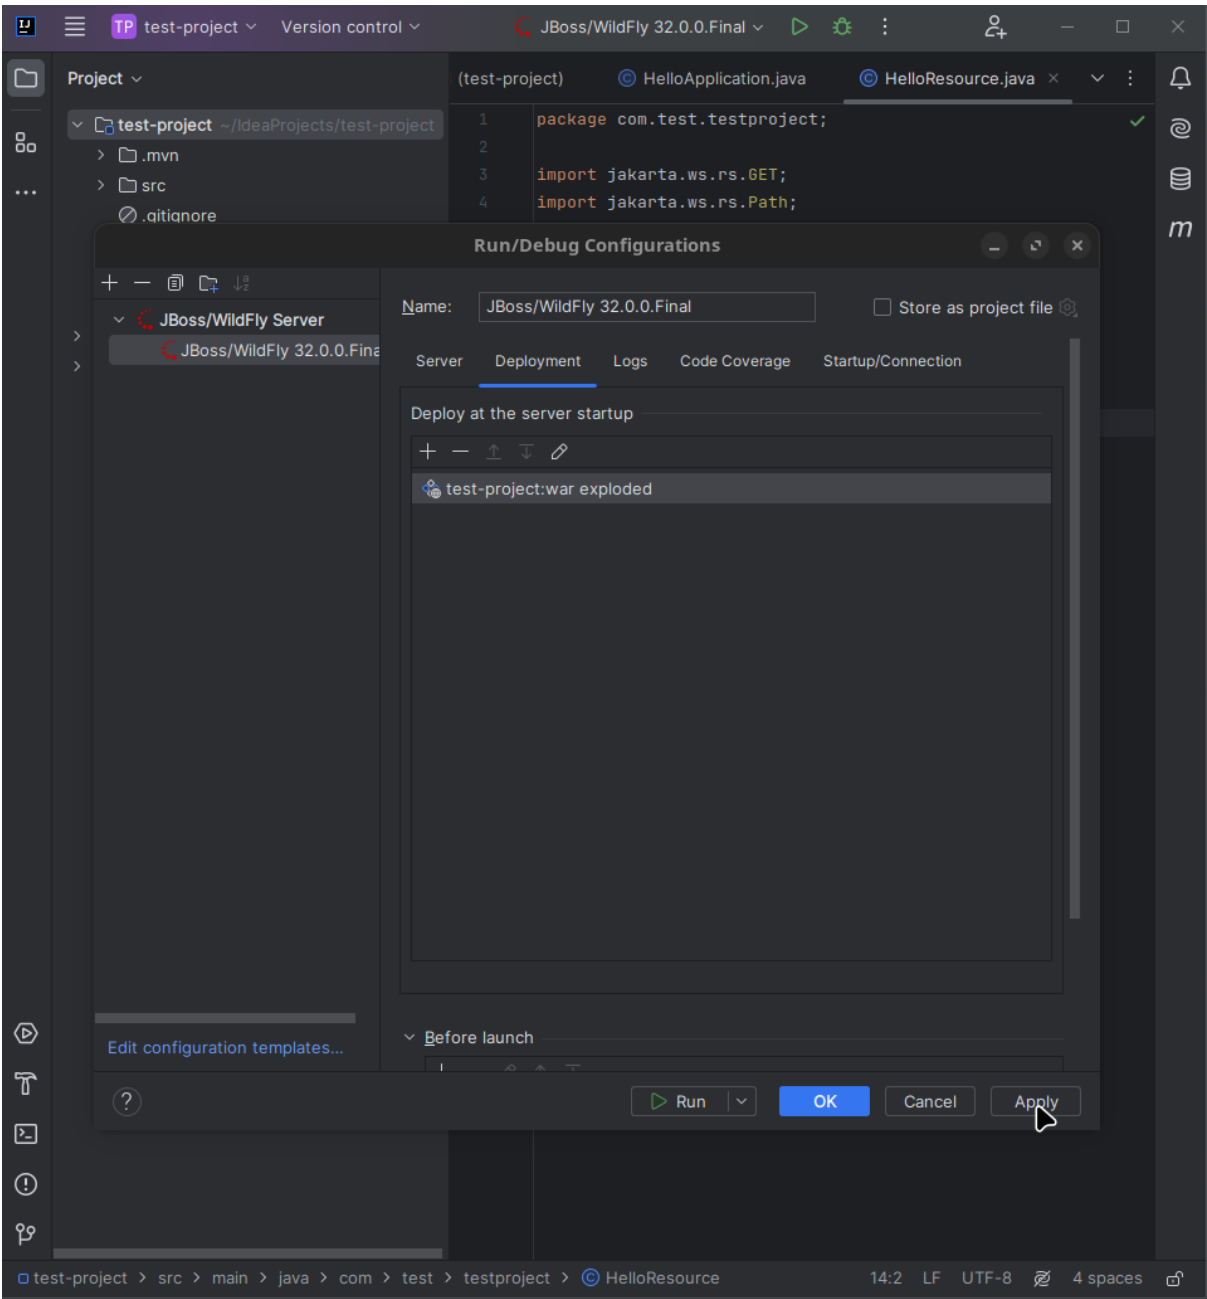 IJ
TP test-project Version control JBoss/WildFly 32.0.0.Final
Project
(test-project) HelloApplication.java HelloResource.java
test-project ~/IdeaProjects/test-project
.mvn
src
.gitignore
1 package com.test.testproject;
2
3 import jakarta.ws.rs.GET;
4 import jakarta.ws.rs.Path;
m
Run/Debug Configurations
JBoss/WildFly Server
JBoss/WildFly 32.0.0.Fina
Name: JBoss/WildFly 32.0.0.Final Store as project file
Server Deployment Logs Code Coverage Startup/Connection
Deploy at the server startup
test-project:war exploded
Before launch
Edit configuration templates...
? Run OK Cancel Apply
test-project > src > main > java > com > test > testproject > HelloResource 14:2 LF UTF-8 4 spaces